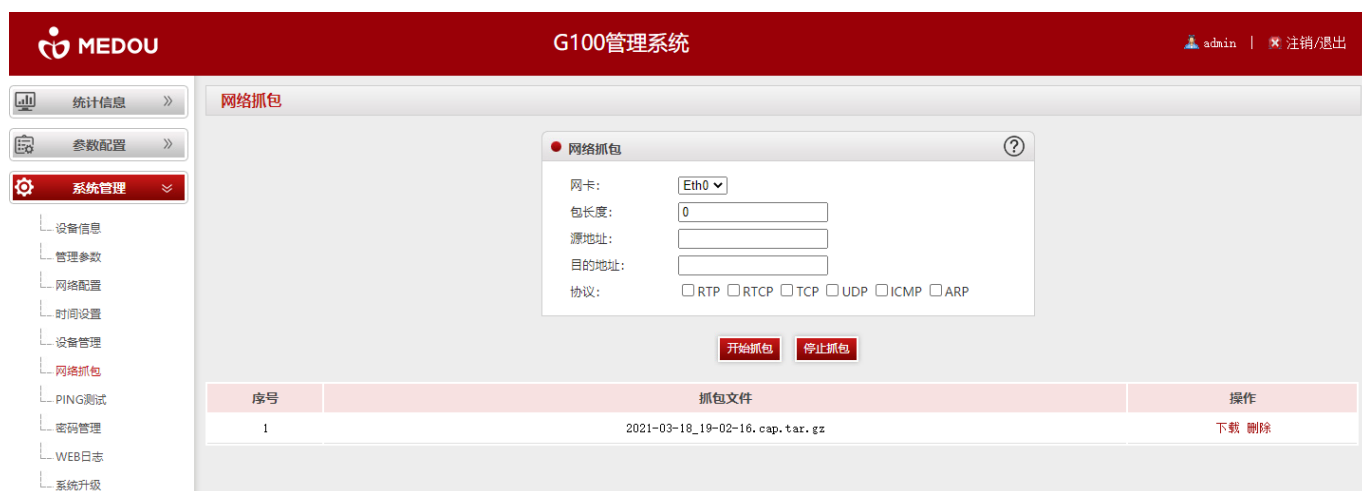 MEDOU
G100管理系统
admin | 注销/退出
统计信息
参数配置
系统管理
设备信息
管理参数
网络配置
时间设置
设备管理
网络抓包
PING测试
密码管理
WEB日志
系统升级
网络抓包
网络抓包
网卡: Eth0
包长度: 0
源地址:
目的地址:
协议: RTP RTCP TCP UDP ICMP ARP
开始抓包 停止抓包
序号 抓包文件 操作
1 2021-03-18_19-02-16.cap.tar.gz 下载 删除